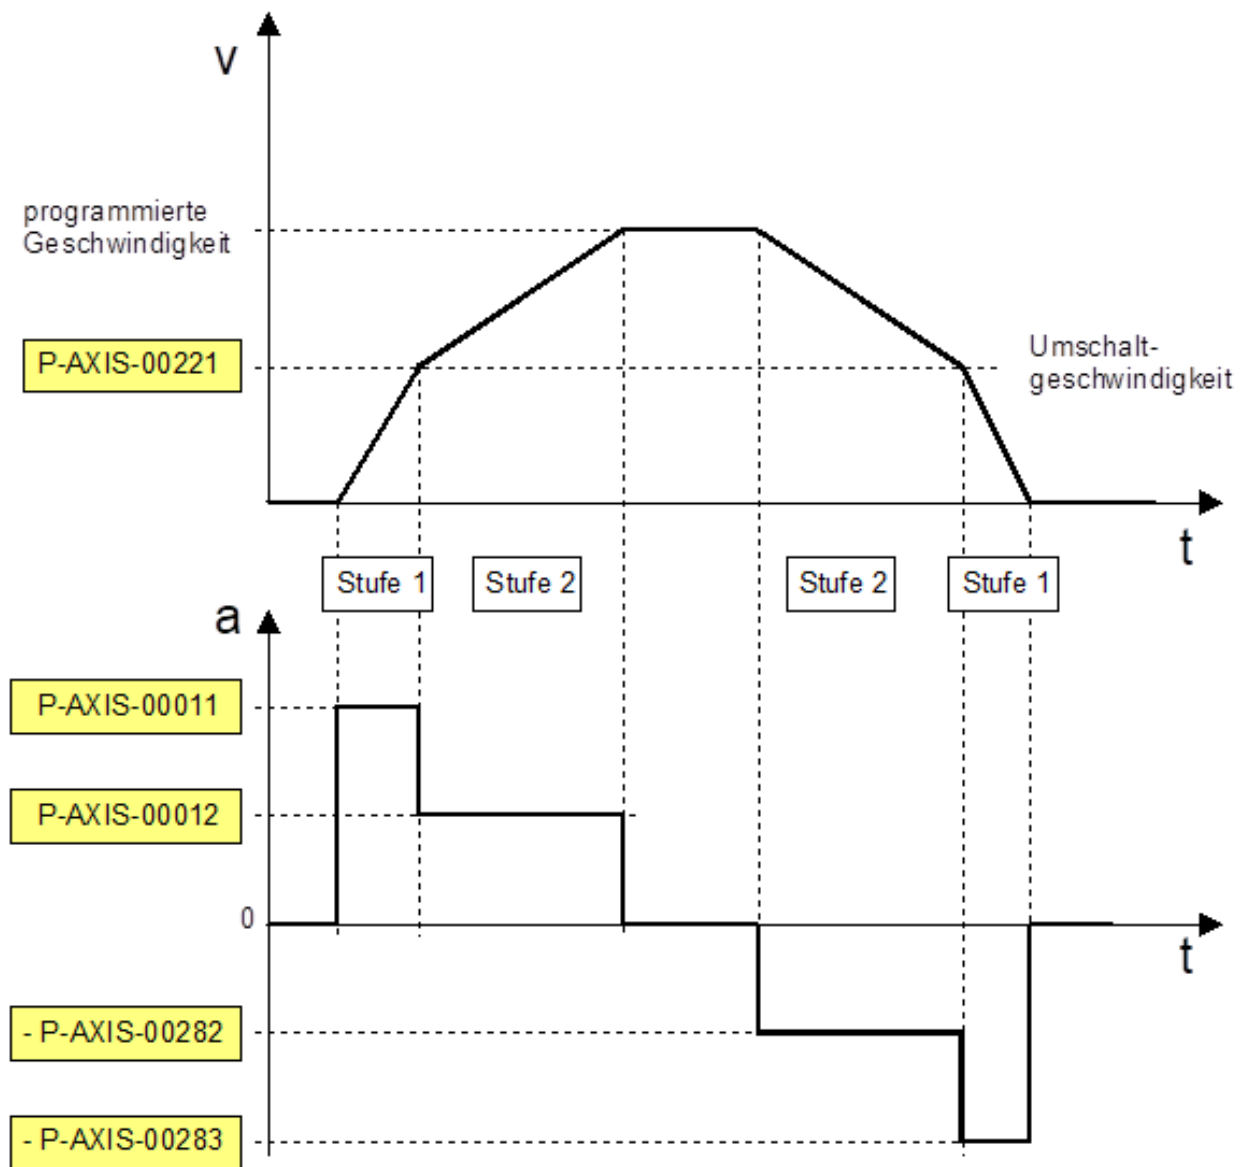 v
programmierte
Geschwindigkeit
P-AXIS-00221
Umschalt-
geschwindigkeit
t
Stufe 1
Stufe 2
Stufe 2
Stufe 1
a
P-AXIS-00011
P-AXIS-00012
0
t
- P-AXIS-00282
- P-AXIS-00283